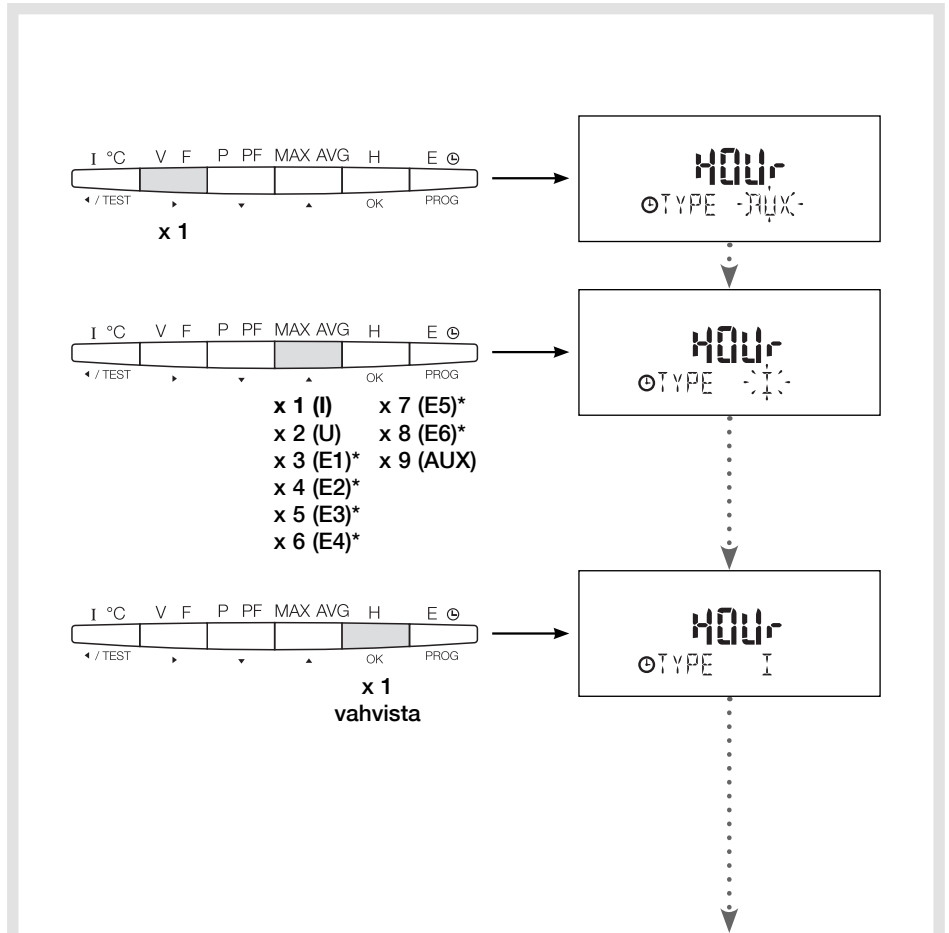 I °C V F P PF MAX AVG H E
◄ / TEST ► ▼ ▲ OK PROG
x 1
HOUr
TYPE AUX
I °C V F P PF MAX AVG H E
◄ / TEST ► ▼ ▲ OK PROG
x 1 (I) x 7 (E5)*
x 2 (U) x 8 (E6)*
x 3 (E1)* x 9 (AUX)
x 4 (E2)*
x 5 (E3)*
x 6 (E4)*
HOUr
TYPE I
I °C V F P PF MAX AVG H E
◄ / TEST ► ▼ ▲ OK PROG
x 1
vahvista
HOUr
TYPE I